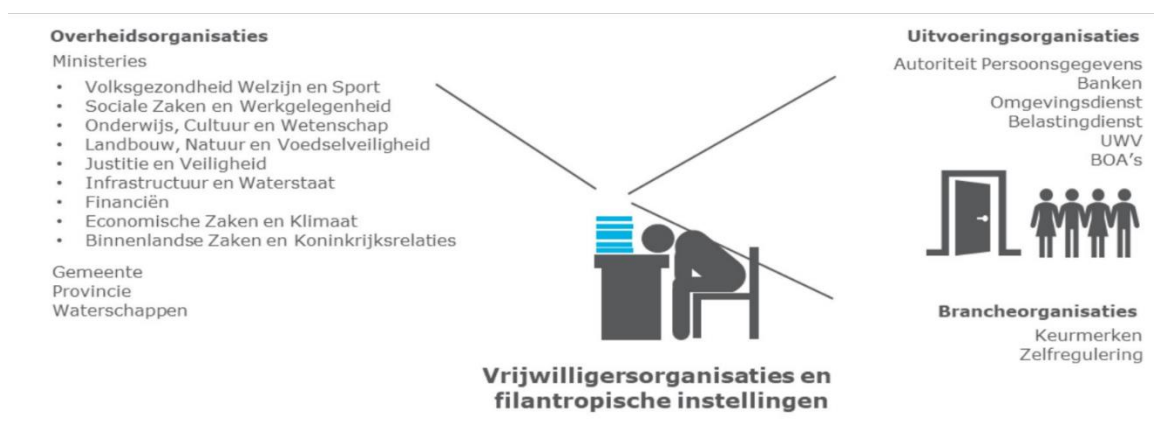 Overheidsorganisaties
Ministeries
• Volksgezondheid Welzijn en Sport
• Sociale Zaken en Werkgelegenheid
• Onderwijs, Cultuur en Wetenschap
• Landbouw, Natuur en Voedselveiligheid
• Justitie en Veiligheid
• Infrastructuur en Waterstaat
• Financiën
• Economische Zaken en Klimaat
• Binnenlandse Zaken en Koninkrijksrelaties
Gemeente
Provincie
Waterschappen
Uitvoeringsorganisaties
Autoriteit Persoonsgegevens
Banken
Omgevingsdienst
Belastingdienst
UWV
BOA's
Brancheorganisaties
Keurmerken
Zelfregulering
Vrijwilligersorganisaties en
filantropische instellingen